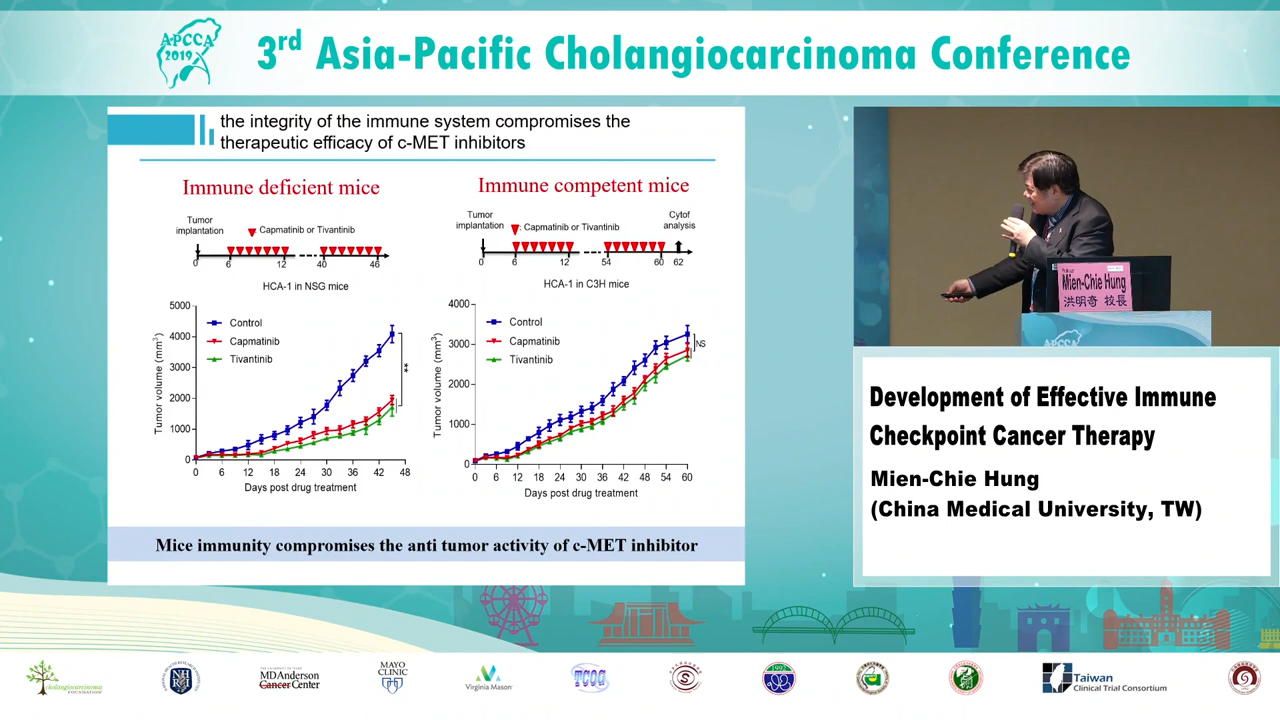 APCCA
2019
3rd Asia-Pacific Cholangiocarcinoma Conference
the integrity of the immune system compromises the
therapeutic efficacy of c-MET inhibitors
Immune deficient mice
Tumor
implantation
Capmatinib or Tivantinib
0 6 12 40 46
HCA-1 in NSG mice
5000
4000
3000
2000
1000
0
Tumor volume (mm3)
Control
Capmatinib
Tivantinib
**
0 6 12 18 24 30 36 42 48
Days post drug treatment
Immune competent mice
Tumor
implantation
: Capmatinib or Tivantinib
Cytof
analysis
0 6 12 54 60 62
HCA-1 in C3H mice
4000
3000
2000
1000
0
Tumor volume (mm3)
Control
Capmatinib
Tivantinib
NS
0 6 12 18 24 30 36 42 48 54 60
Days post drug treatment
Mice immunity compromises the anti tumor activity of c-MET inhibitor
Mien-Chie Hung
洪明奇 校長
APCCA
Development of Effective Immune
Checkpoint Cancer Therapy
Mien-Chie Hung
(China Medical University, TW)
cholangiocarcinoma
FOUNDATION
NHRI
MDAnderson
Cancer Center
MAYO
CLINIC
Virginia Mason
TCOG
S
1992
Taiwan
Clinical Trial Consortium